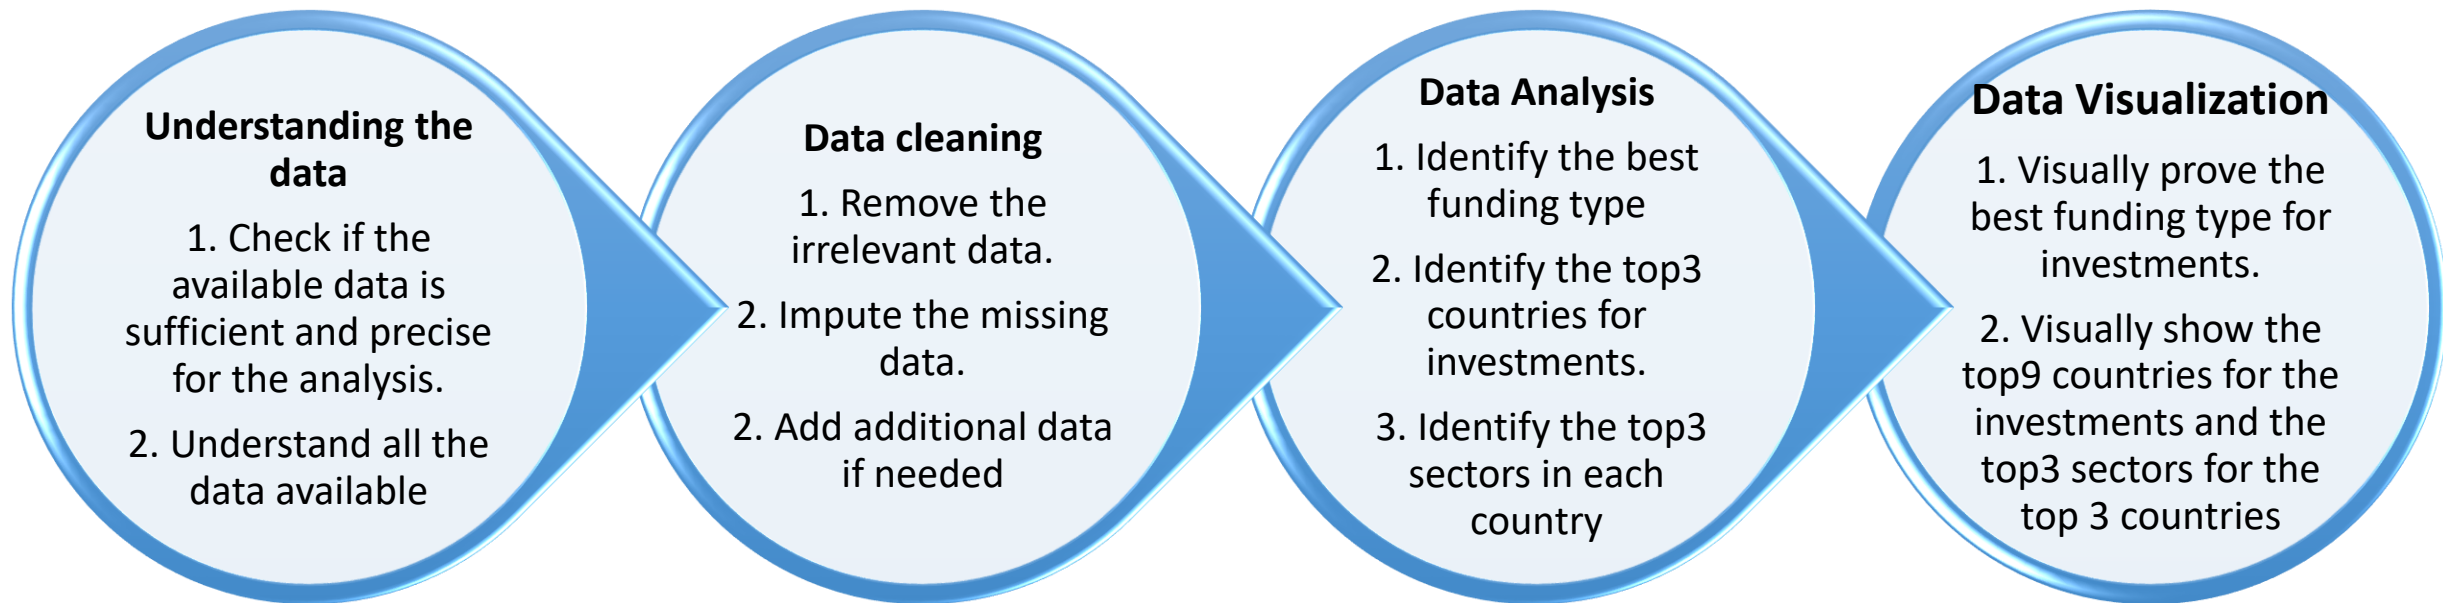 Understanding the
data
1. Check if the
available data is
sufficient and precise
for the analysis.
2. Understand all the
data available
Data cleaning
1. Remove the
irrelevant data.
2. Impute the missing
data.
2. Add additional data
if needed
Data Analysis
1. Identify the best
funding type
2. Identify the top3
countries for
investments.
3. Identify the top3
sectors in each
country
Data Visualization
1. Visually prove the
best funding type for
investments.
2. Visually show the
top9 countries for the
investments and the
top3 sectors for the
top 3 countries